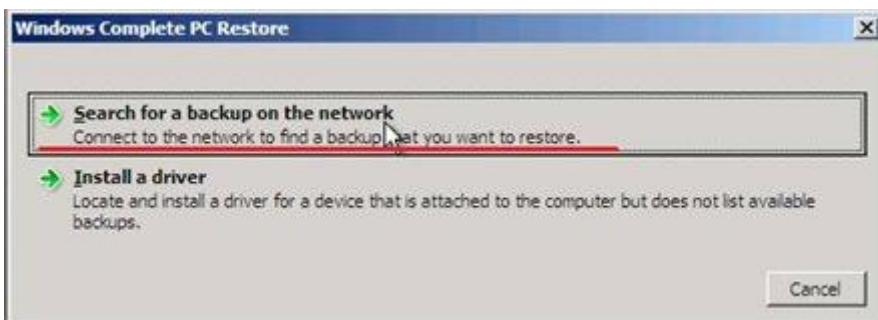 Windows Complete PC Restore
Search for a backup on the network
Connect to the network to find a backup that you want to restore.
Install a driver
Locate and install a driver for a device that is attached to the computer but does not list available
backups.
Cancel